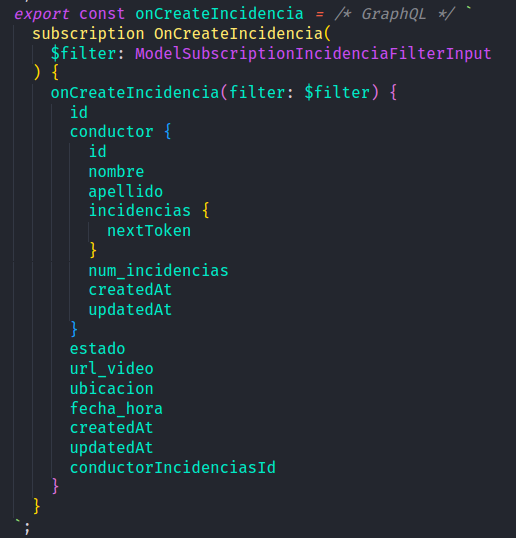 export const onCreateIncidencia = /* GraphQL */ `
  subscription OnCreateIncidencia(
    $filter: ModelSubscriptionIncidenciaFilterInput
  ) {
    onCreateIncidencia(filter: $filter) {
      id
      conductor {
        id
        nombre
        apellido
        incidencias {
          nextToken
        }
        num_incidencias
        createdAt
        updatedAt
      }
      estado
      url_video
      ubicacion
      fecha_hora
      createdAt
      updatedAt
      conductorIncidenciasId
    }
  }
`;